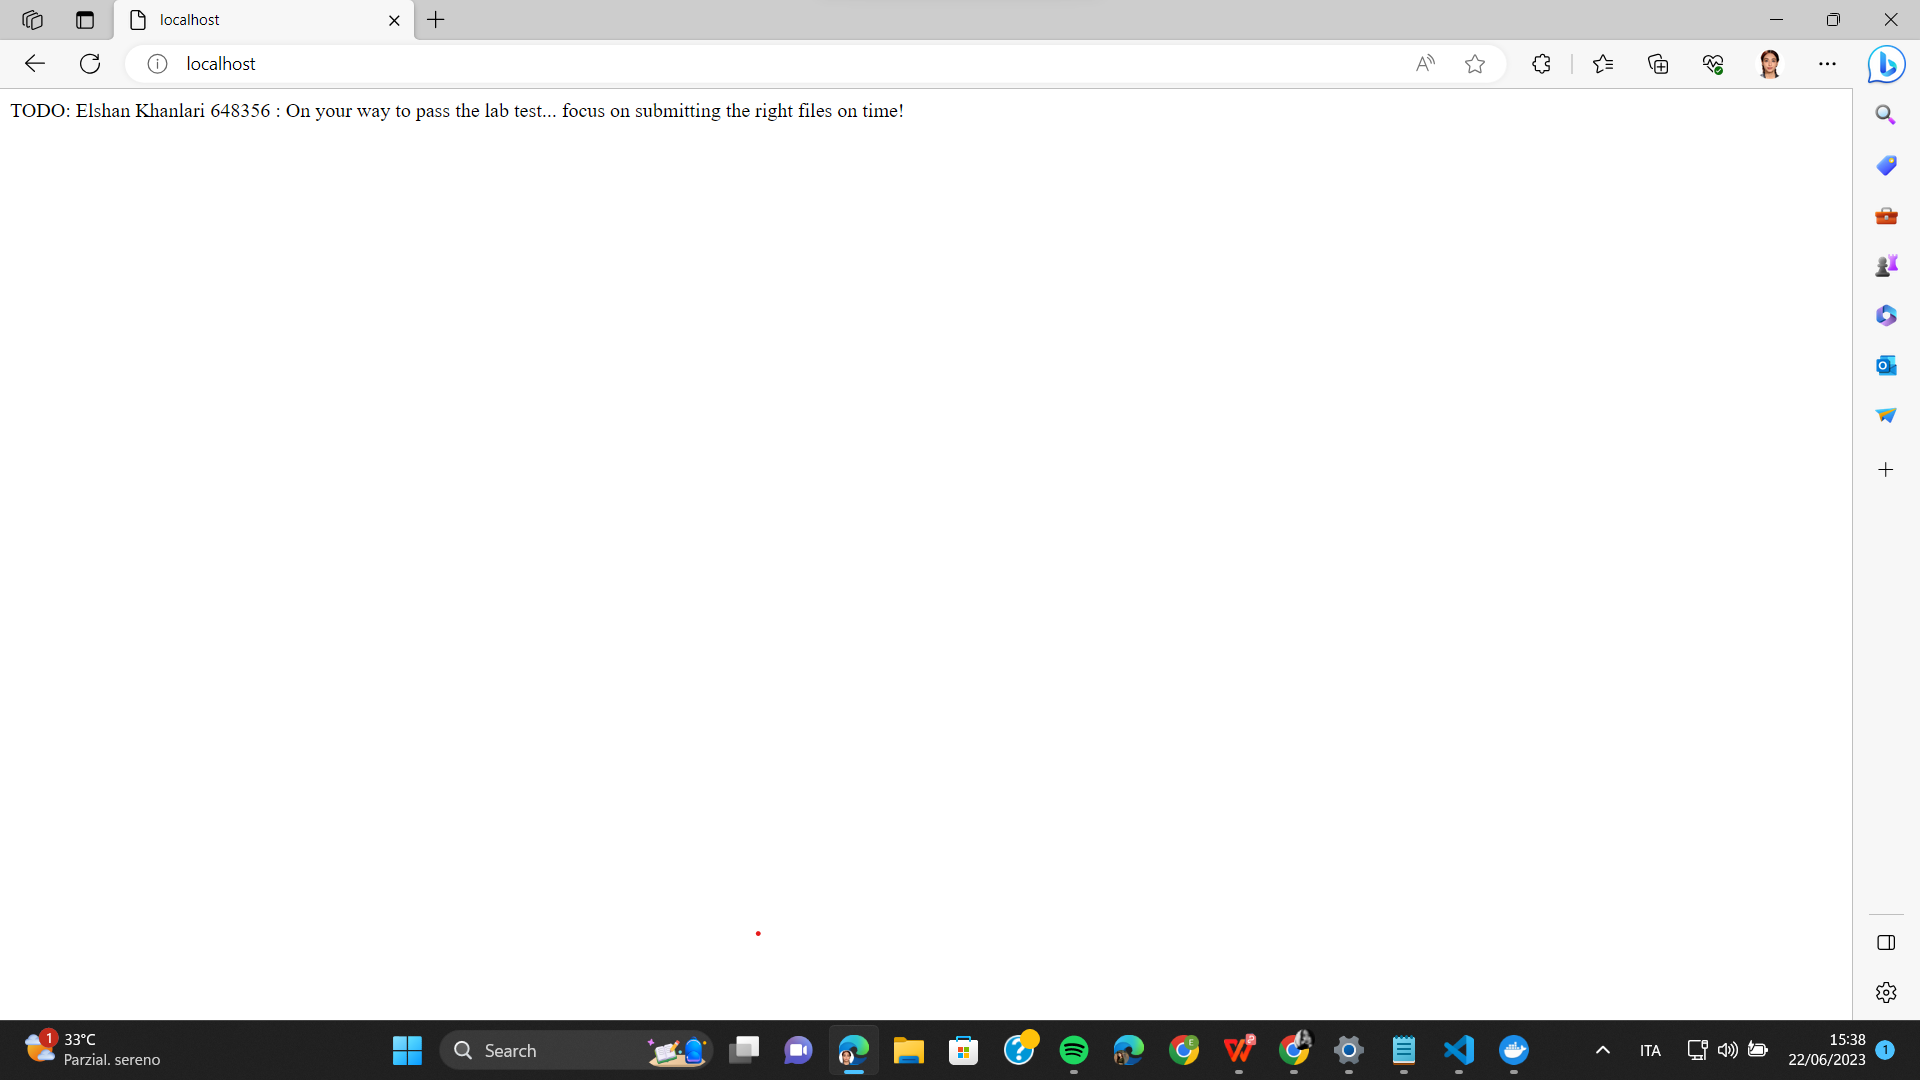 localhost
localhost
TODO: Elshan Khanlari 648356 : On your way to pass the lab test... focus on submitting the right files on time!
1
33°C
Parzial. sereno
Search
ITA
15:38
22/06/2023
1